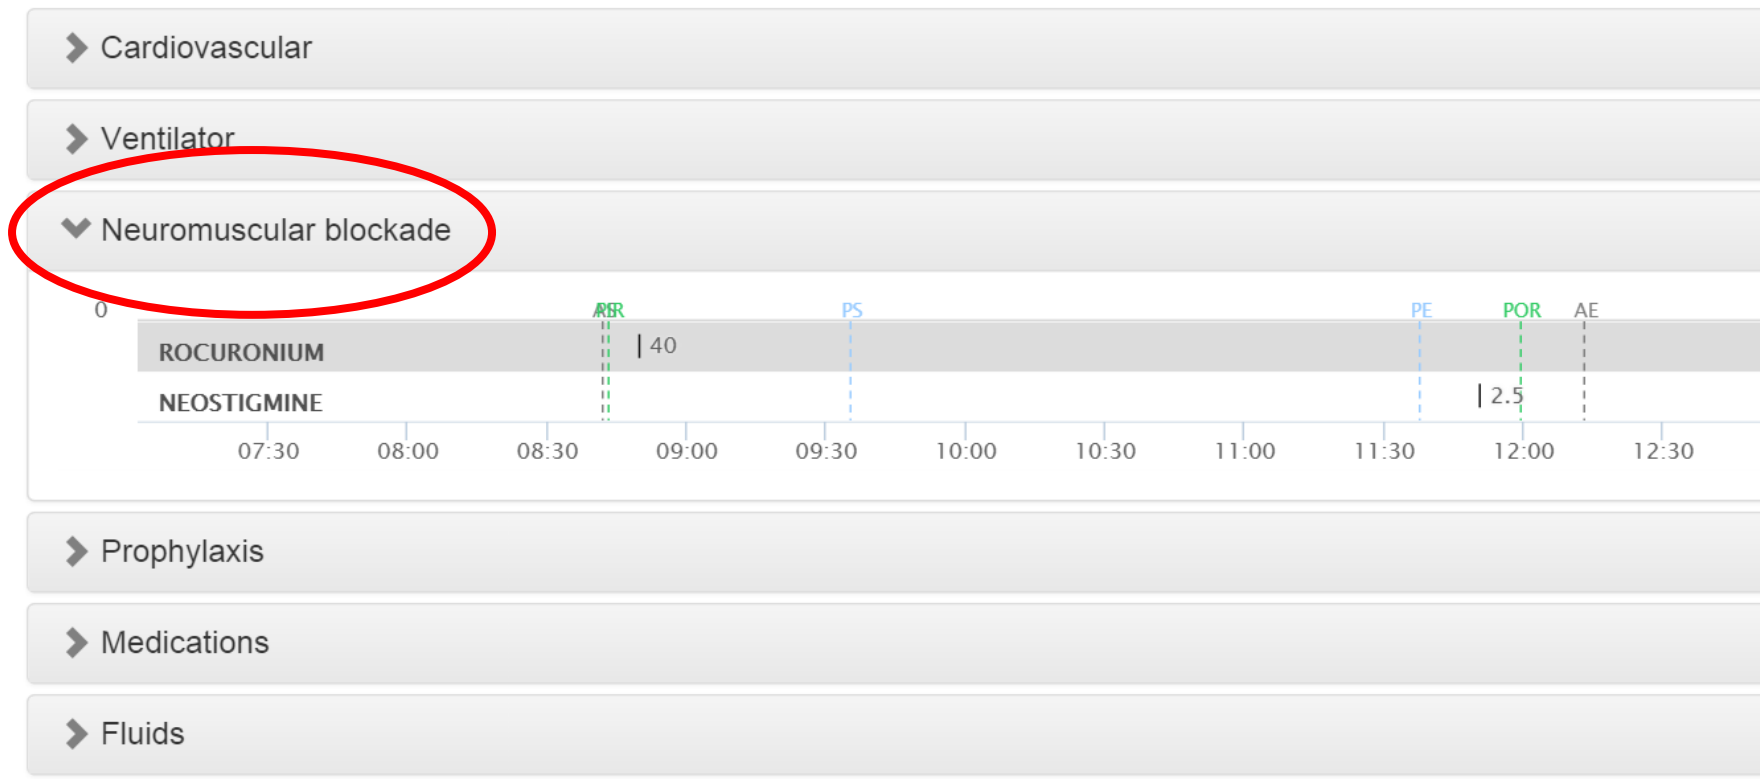 Cardiovascular
Ventilator
Neuromuscular blockade
0 PS PE POR AE
ROCURONIUM 40
NEOSTIGMINE 2.5
07:30 08:00 08:30 09:00 09:30 10:00 10:30 11:00 11:30 12:00 12:30
Prophylaxis
Medications
Fluids